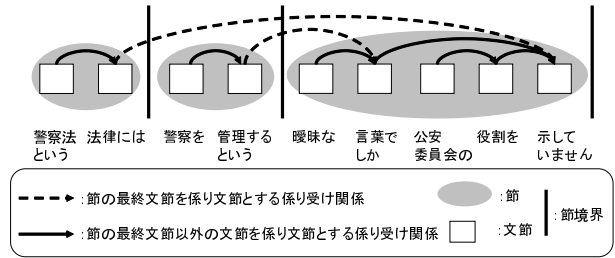 警察法 法律には 警察を 管理する 曖昧な 言葉で 公安 役割を 示して
という という しか 委員会の いません
:節の最終文節を係り文節とする係り受け関係 :節
:節の最終文節以外の文節を係り文節とする係り受け関係 :文節 :節境界